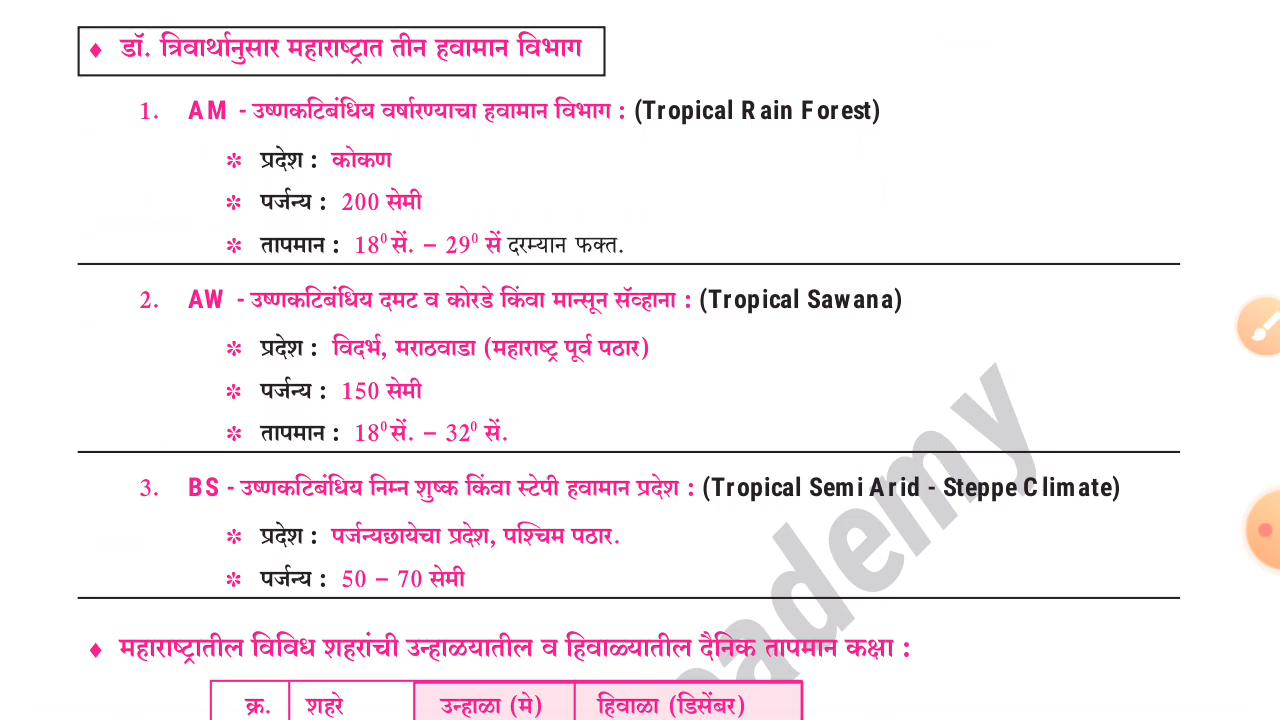 ♦ डॉ. त्रिवार्थानुसार महाराष्ट्रात तीन हवामान विभाग
1. AM - उष्णकटिबंधिय वर्षारण्याचा हवामान विभाग : (Tropical Rain Forest)
* प्रदेश : कोकण
* पर्जन्य : 200 सेमी
* तापमान : 18⁰ सें. – 29⁰ सें दरम्यान फक्त.
2. AW - उष्णकटिबंधिय दमट व कोरडे किंवा मान्सून सॅव्हाना : (Tropical Sawana)
* प्रदेश : विदर्भ, मराठवाडा (महाराष्ट्र पूर्व पठार)
* पर्जन्य : 150 सेमी
* तापमान : 18⁰ सें. – 32⁰ सें.
3. BS - उष्णकटिबंधिय निम्न शुष्क किंवा स्टेपी हवामान प्रदेश : (Tropical Semi Arid - Steppe Climate)
* प्रदेश : पर्जन्यछायेचा प्रदेश, पश्चिम पठार.
* पर्जन्य : 50 – 70 सेमी
♦ महाराष्ट्रातील विविध शहरांची उन्हाळयातील व हिवाळ्यातील दैनिक तापमान कक्षा :
क्र. शहरे उन्हाळा (मे) हिवाळा (डिसेंबर)